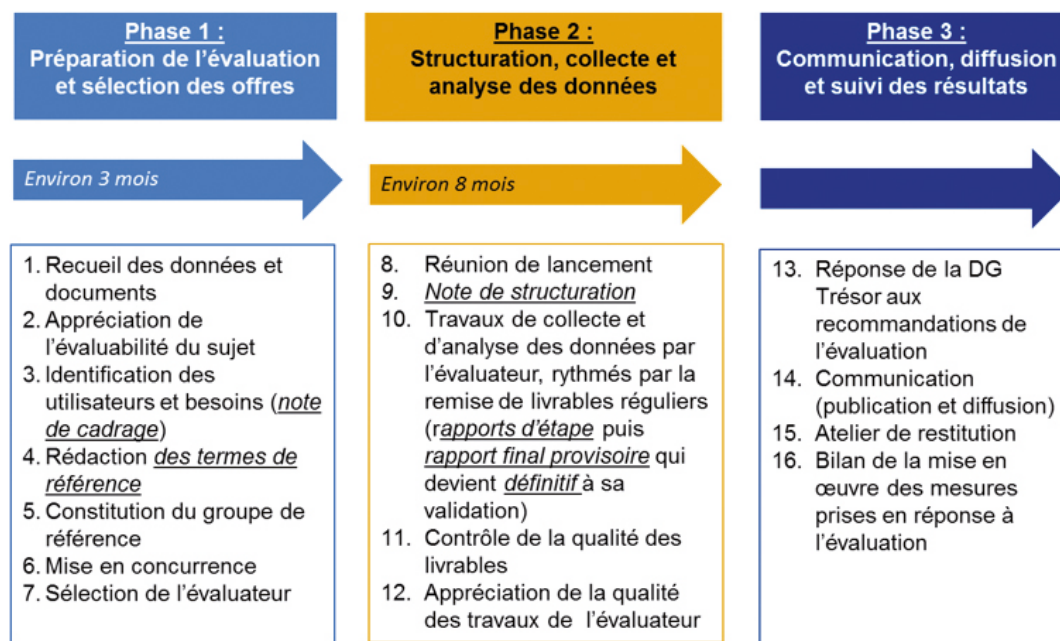 Phase 1 :
Préparation de l'évaluation
et sélection des offres
Environ 3 mois
1. Recueil des données et
documents
2. Appréciation de
l'évaluabilité du sujet
3. Identification des
utilisateurs et besoins (note
de cadrage)
4. Rédaction des termes de
référence
5. Constitution du groupe de
référence
6. Mise en concurrence
7. Sélection de l'évaluateur
Phase 2 :
Structuration, collecte et
analyse des données
Environ 8 mois
8. Réunion de lancement
9. Note de structuration
10. Travaux de collecte et
d'analyse des données par
l'évaluateur, rythmés par la
remise de livrables réguliers
(rapports d'étape puis
rapport final provisoire qui
devient définitif à sa
validation)
11. Contrôle de la qualité des
livrables
12. Appréciation de la qualité
des travaux de l'évaluateur
Phase 3 :
Communication, diffusion
et suivi des résultats
13. Réponse de la DG
Trésor aux
recommandations de
l'évaluation
14. Communication
(publication et diffusion)
15. Atelier de restitution
16. Bilan de la mise en
œuvre des mesures
prises en réponse à
l'évaluation